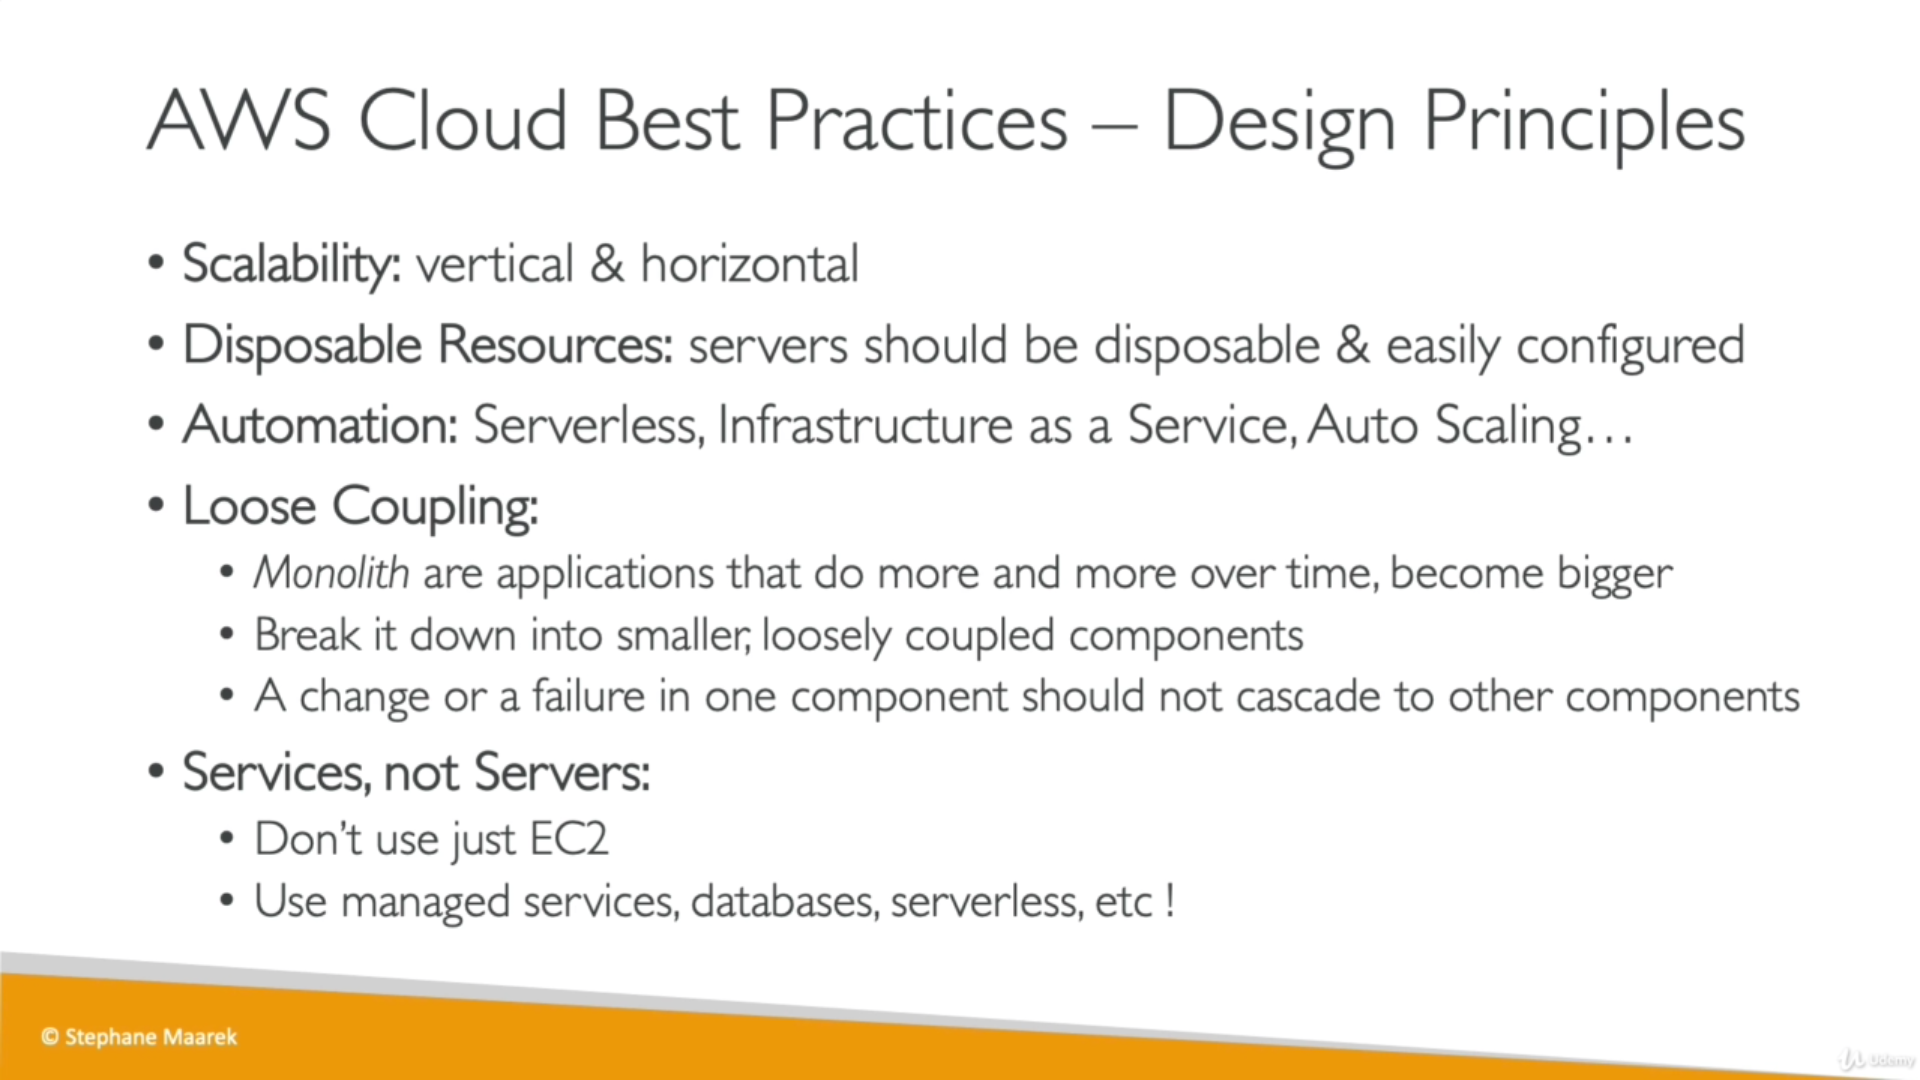 AWS Cloud Best Practices – Design Principles
• Scalability: vertical & horizontal
• Disposable Resources: servers should be disposable & easily configured
• Automation: Serverless, Infrastructure as a Service, Auto Scaling…
• Loose Coupling:
• Monolith are applications that do more and more over time, become bigger
• Break it down into smaller, loosely coupled components
• A change or a failure in one component should not cascade to other components
• Services, not Servers:
• Don’t use just EC2
• Use managed services, databases, serverless, etc !
© Stephane Maarek
Udemy